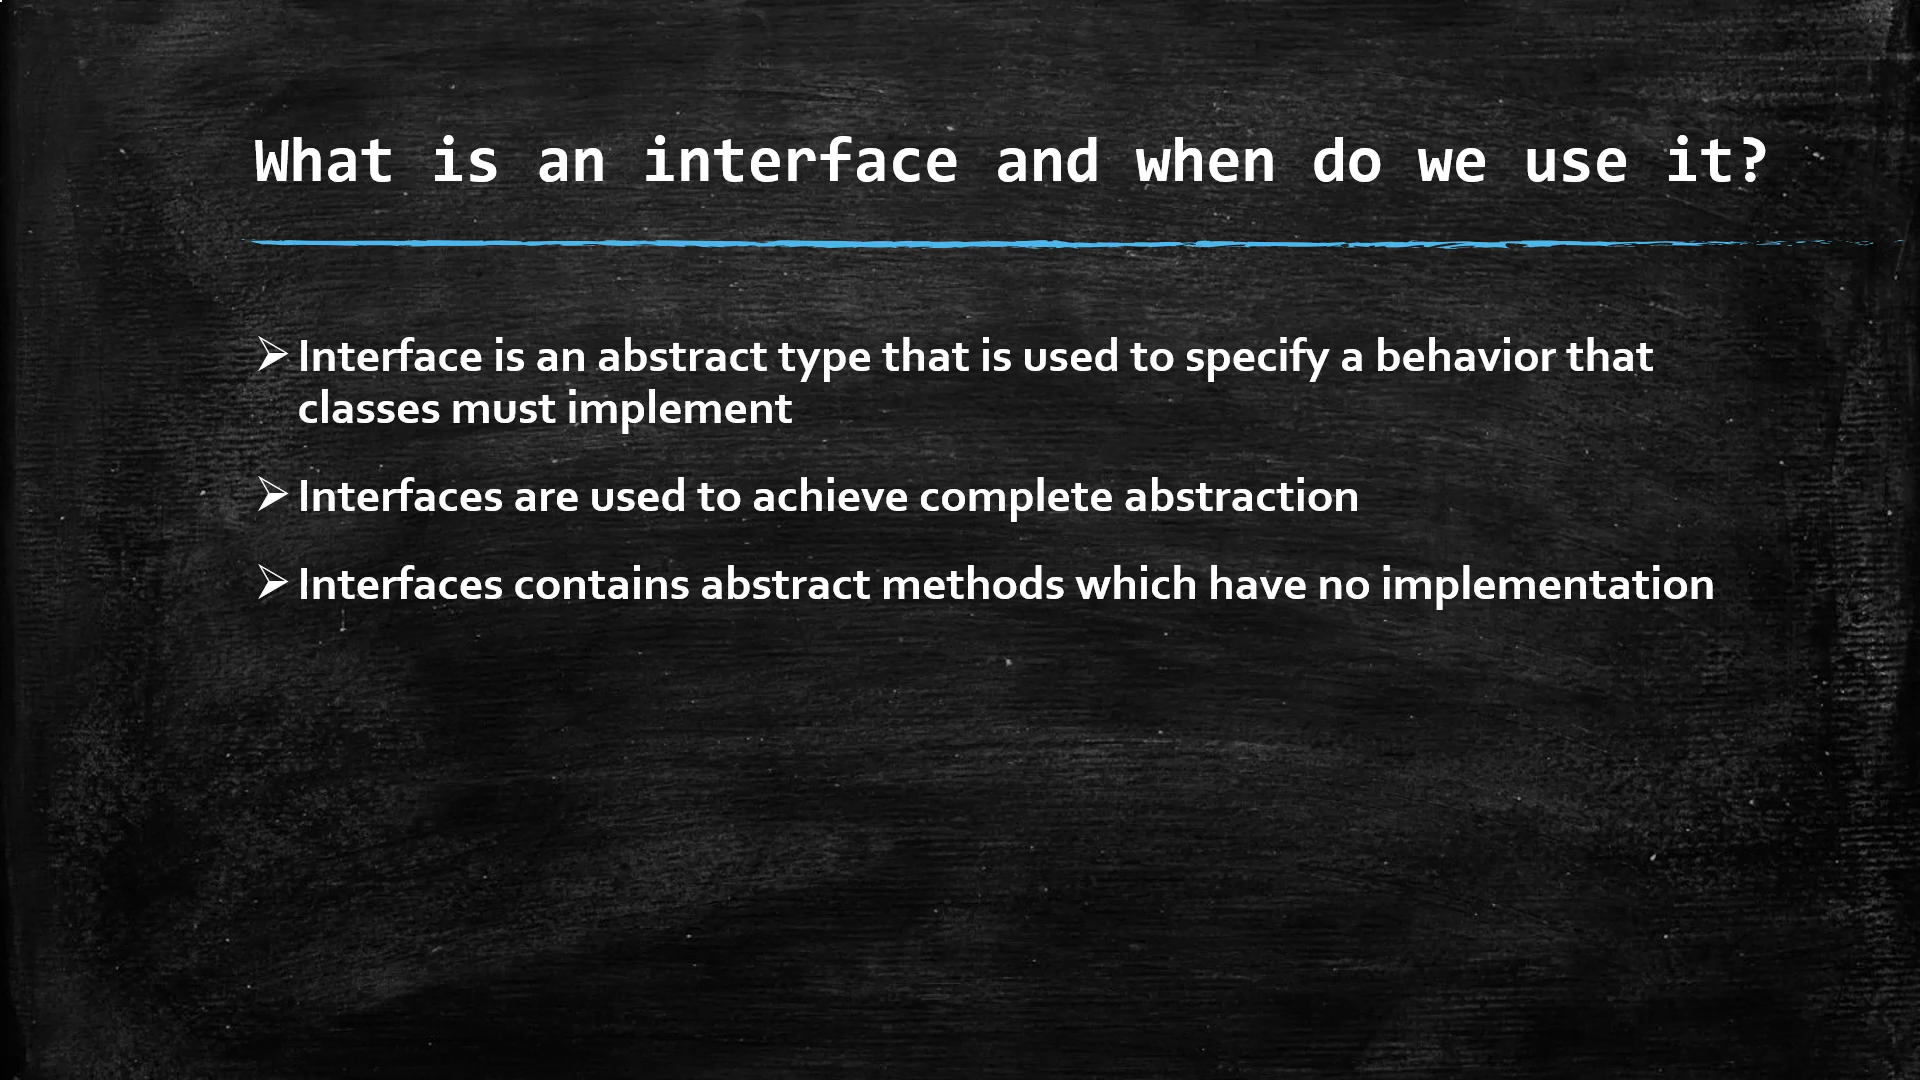 What is an interface and when do we use it?
➢ Interface is an abstract type that is used to specify a behavior that
classes must implement
➢ Interfaces are used to achieve complete abstraction
➢ Interfaces contains abstract methods which have no implementation